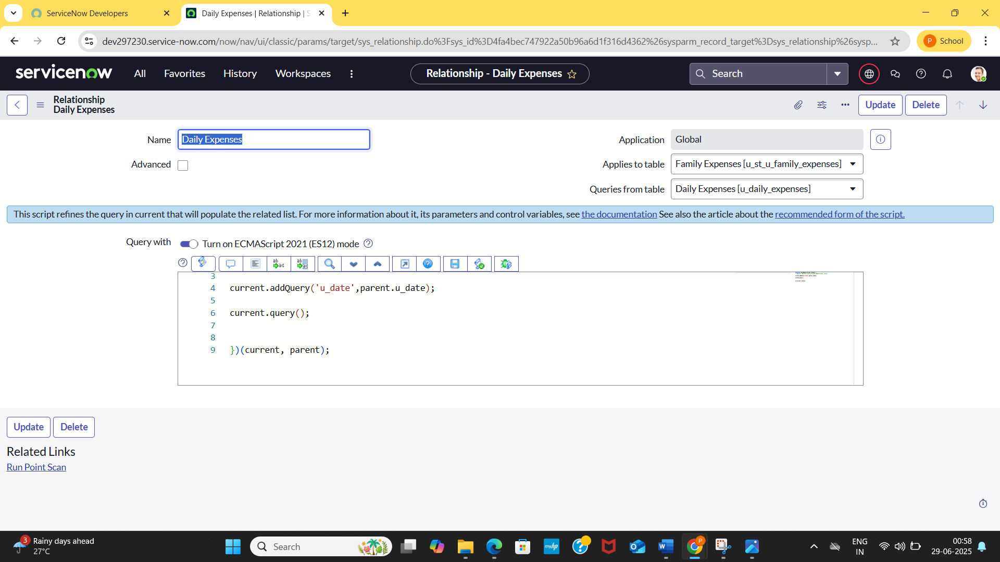 ServiceNow Developers
Daily Expenses | Relationship | S
dev297230.service-now.com/now/nav/ui/classic/params/target/sys_relationship.do%3Fsys_id%3D4fa4bec747922a50b96a6d1f316d4362%26sysparm_record_target%3Dsys_relationship%26sysp...
P School
servicenow
All Favorites History Workspaces
Relationship - Daily Expenses
Search
Relationship
Daily Expenses
Update Delete
Name Daily Expenses
Application Global
Advanced
Applies to table Family Expenses [u_st_u_family_expenses]
Queries from table Daily Expenses [u_daily_expenses]
This script refines the query in current that will populate the related list. For more information about it, its parameters and control variables, see the documentation See also the article about the recommended form of the script.
Query with Turn on ECMAScript 2021 (ES12) mode
3
4 current.addQuery('u_date',parent.u_date);
5
6 current.query();
7
8
9 })(current, parent);
Update Delete
Related Links
Run Point Scan
3 Rainy days ahead
27°C
Search
myhp
P
ENG
IN
00:58
29-06-2025